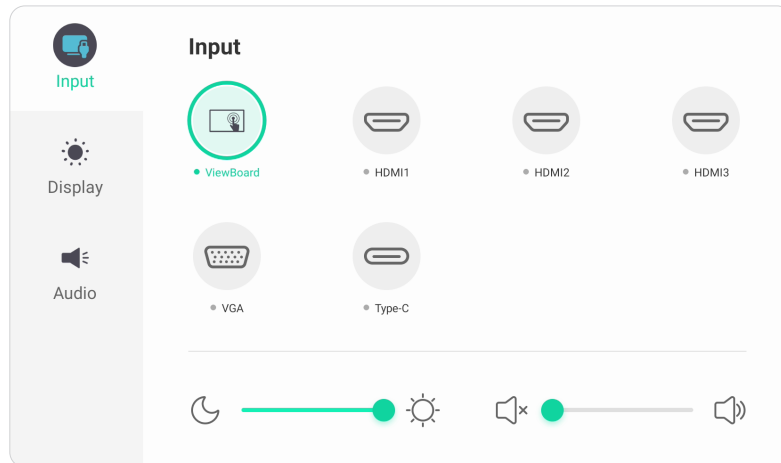 Input
Input
ViewBoard
HDMI1
HDMI2
HDMI3
Display
VGA
Type-C
Audio